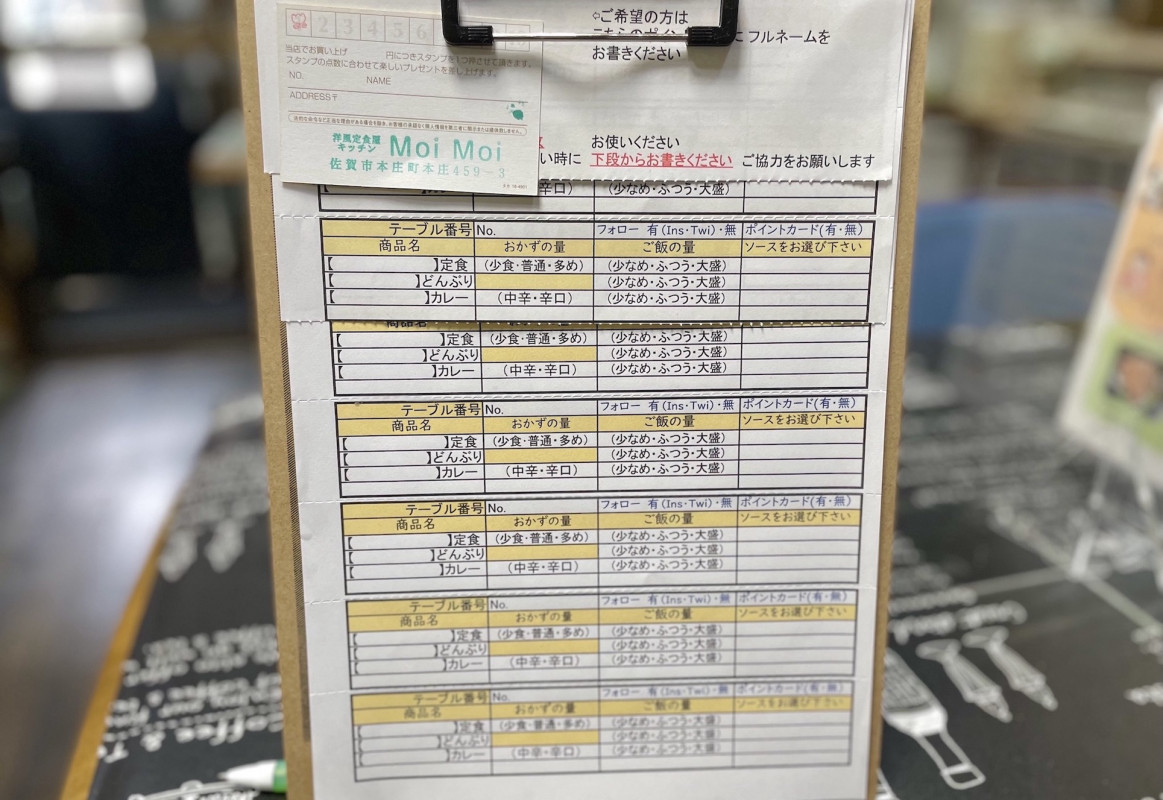 2 3 4 5 6
当店でお買い上げ 円につきスタンプを1つ押させて頂きます。
スタンプの点数に合わせて楽しいプレゼントを差し上げます。
NO. NAME
ADDRESS〒
洋風定食屋
キッチン Moi Moi
佐賀市本庄町本庄459-3
⇦ご希望の方は
フルネームを
お書きください
お使いください
い時に 下段からお書きください ご協力をお願いします
辛口) (少なめ・ふつう・大盛)
テーブル番号 No. フォロー 有(Ins・Twi)・無 ポイントカード(有・無)
商品名 おかずの量 ご飯の量 ソースをお選び下さい
【 】定食 (少食・普通・多め) (少なめ・ふつう・大盛)
【 】どんぶり (少なめ・ふつう・大盛)
【 】カレー (中辛・辛口) (少なめ・ふつう・大盛)
商品名
【 】定食 (少食・普通・多め) (少なめ・ふつう・大盛)
【 】どんぶり (少なめ・ふつう・大盛)
【 】カレー (中辛・辛口) (少なめ・ふつう・大盛)
テーブル番号 No. フォロー 有(Ins・Twi)・無 ポイントカード(有・無)
商品名 おかずの量 ご飯の量 ソースをお選び下さい
【 】定食 (少食・普通・多め) (少なめ・ふつう・大盛)
【 】どんぶり (少なめ・ふつう・大盛)
【 】カレー (中辛・辛口) (少なめ・ふつう・大盛)
テーブル番号 No. フォロー 有(Ins・Twi)・無 ポイントカード(有・無)
商品名 おかずの量 ご飯の量 ソースをお選び下さい
【 】定食 (少食・普通・多め) (少なめ・ふつう・大盛)
【 】どんぶり (少なめ・ふつう・大盛)
【 】カレー (中辛・辛口) (少なめ・ふつう・大盛)
テーブル番号 No. フォロー 有(Ins・Twi)・無 ポイントカード(有・無)
商品名 おかずの量 ご飯の量 ソースをお選び下さい
【 】定食 (少食・普通・多め) (少なめ・ふつう・大盛)
【 】どんぶり (少なめ・ふつう・大盛)
【 】カレー (中辛・辛口) (少なめ・ふつう・大盛)
テーブル番号 No. フォロー 有(Ins・Twi)・無 ポイントカード(有・無)
商品名 おかずの量 ご飯の量 ソースをお選び下さい
【 】定食 (少食・普通・多め) (少なめ・ふつう・大盛)
【 】どんぶり (少なめ・ふつう・大盛)
【 】カレー (中辛・辛口) (少なめ・ふつう・大盛)